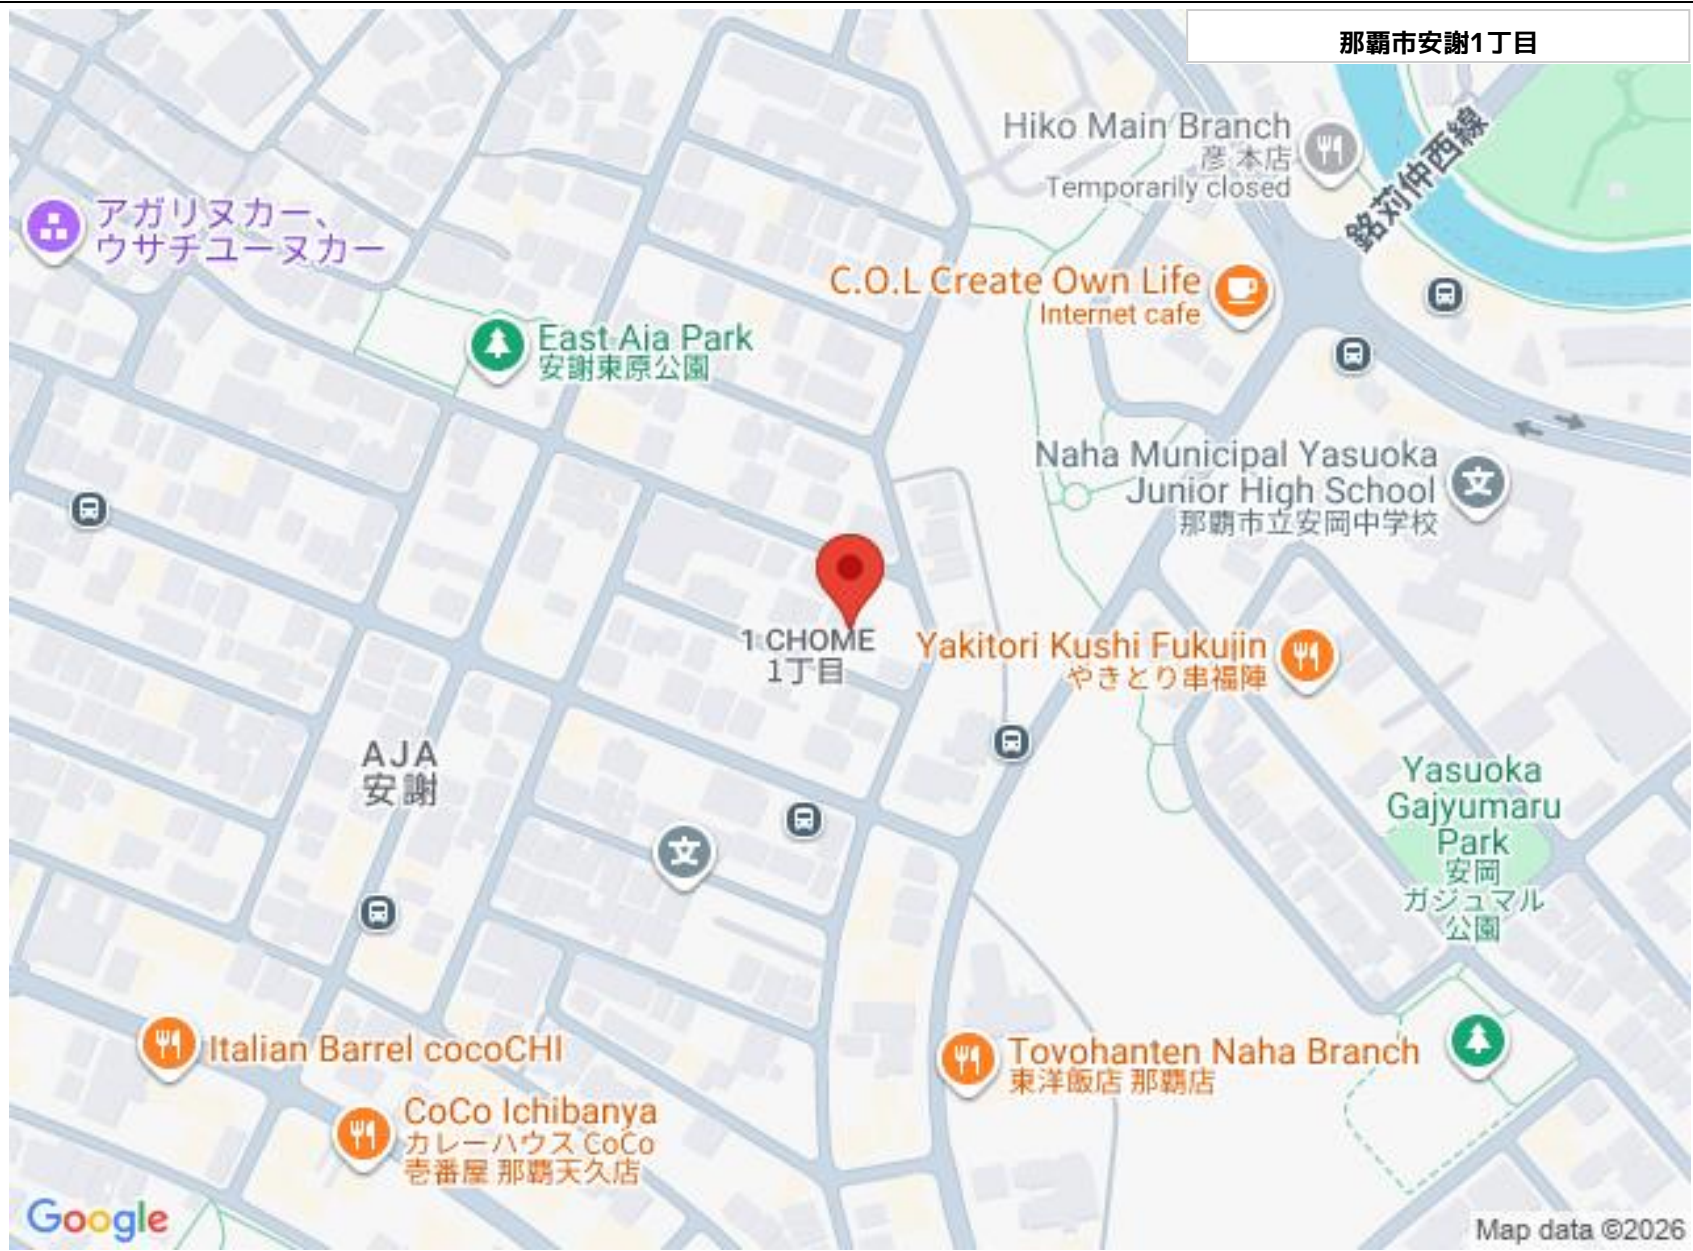 那覇市安謝1丁目
Hiko Main Branch
彦 本店
Temporarily closed
銘苅仲西線
アガリヌカー、
ウサチユーヌカー
C.O.L Create Own Life
Internet cafe
East Aja Park
安謝東原公園
Naha Municipal Yasuoka
Junior High School
那覇市立安岡中学校
文
1 CHOME
1丁目
Yakitori Kushi Fukujin
やきとり串福陣
AJA
安謝
文
Yasuoka
Gajyumaru
Park
安岡
ガジュマル
公園
Italian Barrel cocoCHI
Toyohanten Naha Branch
東洋飯店 那覇店
CoCo Ichibanya
カレーハウス CoCo
壱番屋 那覇天久店
Google
Map data ©2026